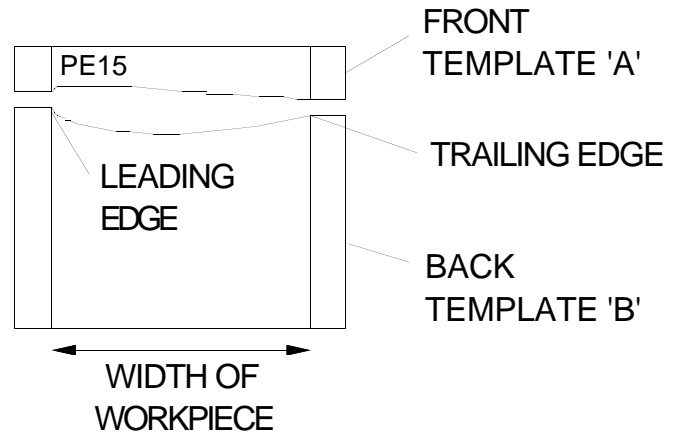 FRONT
TEMPLATE 'A'
PE15
TRAILING EDGE
LEADING
EDGE
BACK
TEMPLATE 'B'
WIDTH OF
WORKPIECE